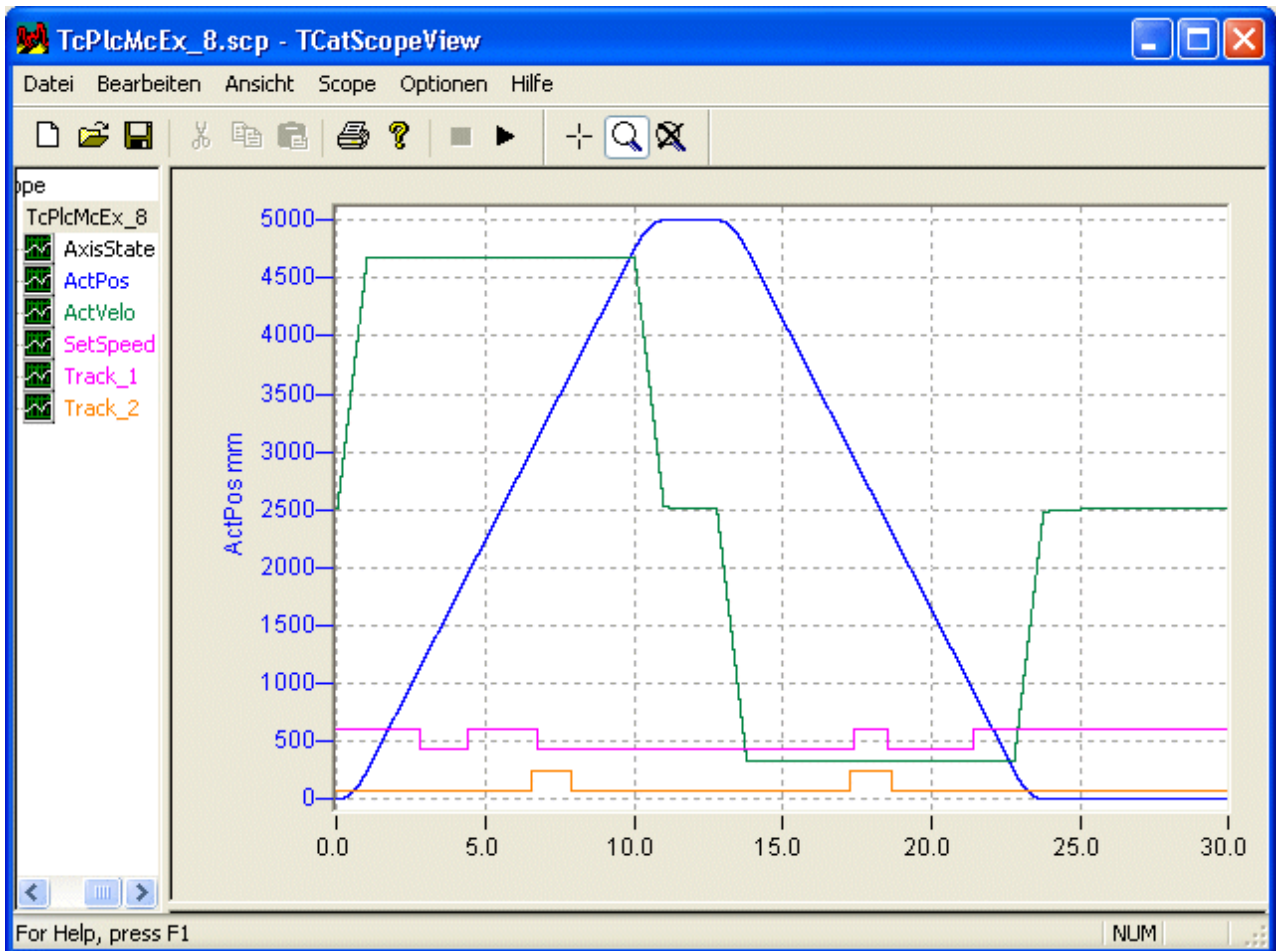 TcPlcMcEx_8.scp - TCatScopeView
Datei Bearbeiten Ansicht Scope Optionen Hilfe
ope
TcPlcMcEx_8
AxisState
ActPos
ActVelo
SetSpeed
Track_1
Track_2
ActPos mm
5000
4500
4000
3500
3000
2500
2000
1500
1000
500
0
0.0 5.0 10.0 15.0 20.0 25.0 30.0
For Help, press F1 NUM